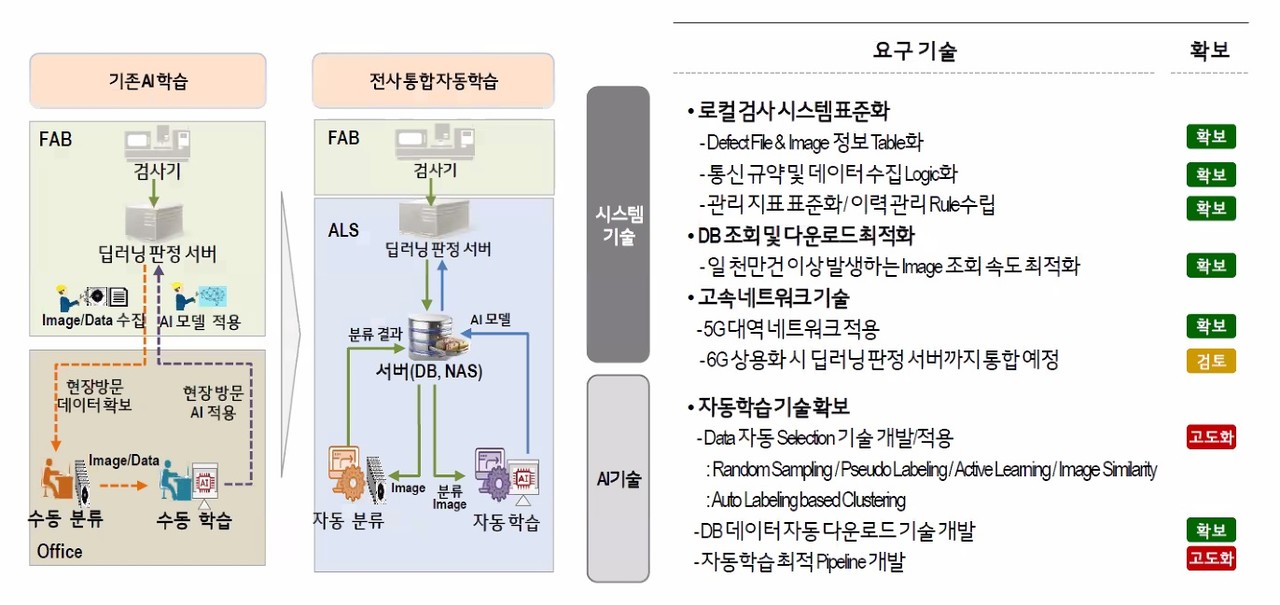 기존AI학습
FAB
검사기
딥러닝 판정 서버
Image/Data 수집
AI 모델 적용
현장방문
데이터 확보
현장 방문
AI 적용
Image/Data
수동 분류
수동 학습
Office
전사 통합 자동학습
FAB
검사기
ALS
딥러닝 판정 서버
AI 모델
분류 결과
서버(DB, NAS)
Image
분류
Image
AI
자동 분류
자동 학습
시스템
기술
AI기술
요구 기술
확보
• 로컬 검사 시스템 표준화
- Defect File & Image 정보 Table화
확보
- 통신 규약 및 데이터 수집 Logic화
확보
- 관리 지표 표준화 / 이력 관리 Rule수립
확보
• DB 조회 및 다운로드 최적화
- 일 천만건 이상 발생하는 Image 조회 속도 최적화
확보
• 고속 네트워크 기술
- 5G 대역 네트워크 적용
확보
- 6G 상용화 시 딥러닝 판정 서버까지 통합 예정
검토
• 자동학습 기술 확보
- Data 자동 Selection 기술 개발/적용
고도화
: Random Sampling / Pseudo Labeling / Active Learning / Image Similarity
: Auto Labeling based Clustering
- DB 데이터 자동 다운로드 기술 개발
확보
- 자동학습 최적 Pipeline 개발
고도화